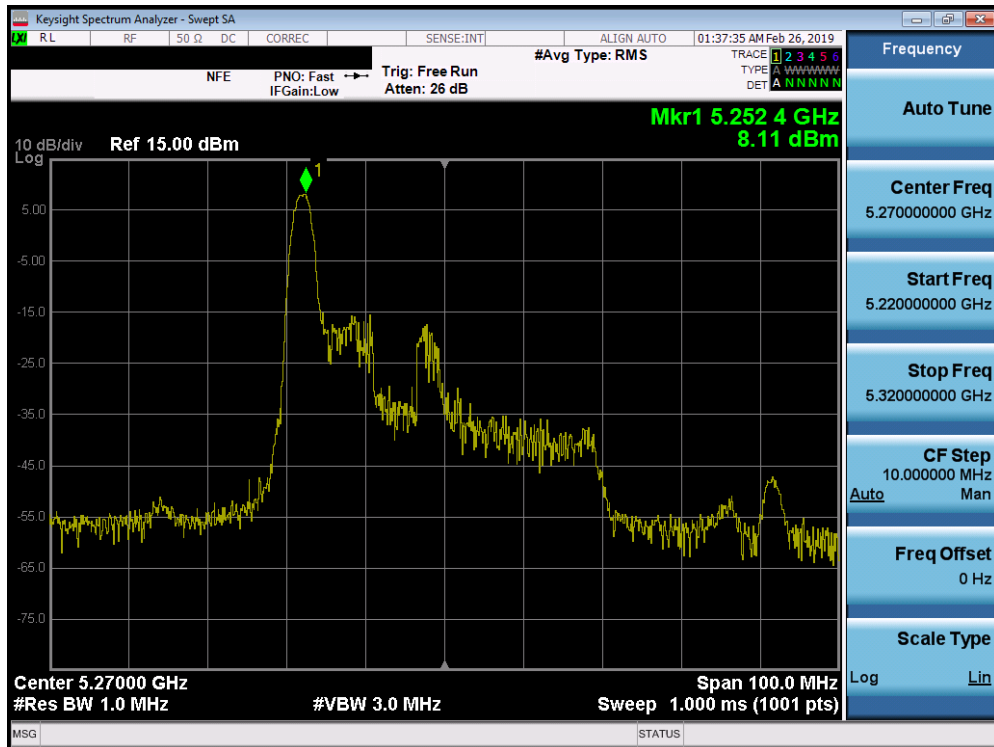 Keysight Spectrum Analyzer - Swept SA
LXI RL RF 50 Ω DC CORREC SENSE:INT ALIGN AUTO 01:37:35 AM Feb 26, 2019
NFE PNO: Fast Trig: Free Run #Avg Type: RMS TRACE 1 2 3 4 5 6
IFGain:Low Atten: 26 dB TYPE A WWWWW
DET A N N N N N
Mkr1 5.252 4 GHz
8.11 dBm
10 dB/div Ref 15.00 dBm
Log
1
5.00
-5.00
-15.0
-25.0
-35.0
-45.0
-55.0
-65.0
-75.0
Center 5.27000 GHz Span 100.0 MHz
#Res BW 1.0 MHz #VBW 3.0 MHz Sweep 1.000 ms (1001 pts)
MSG STATUS
Frequency
Auto Tune
Center Freq
5.270000000 GHz
Start Freq
5.220000000 GHz
Stop Freq
5.320000000 GHz
CF Step
10.000000 MHz
Auto Man
Freq Offset
0 Hz
Scale Type
Log Lin